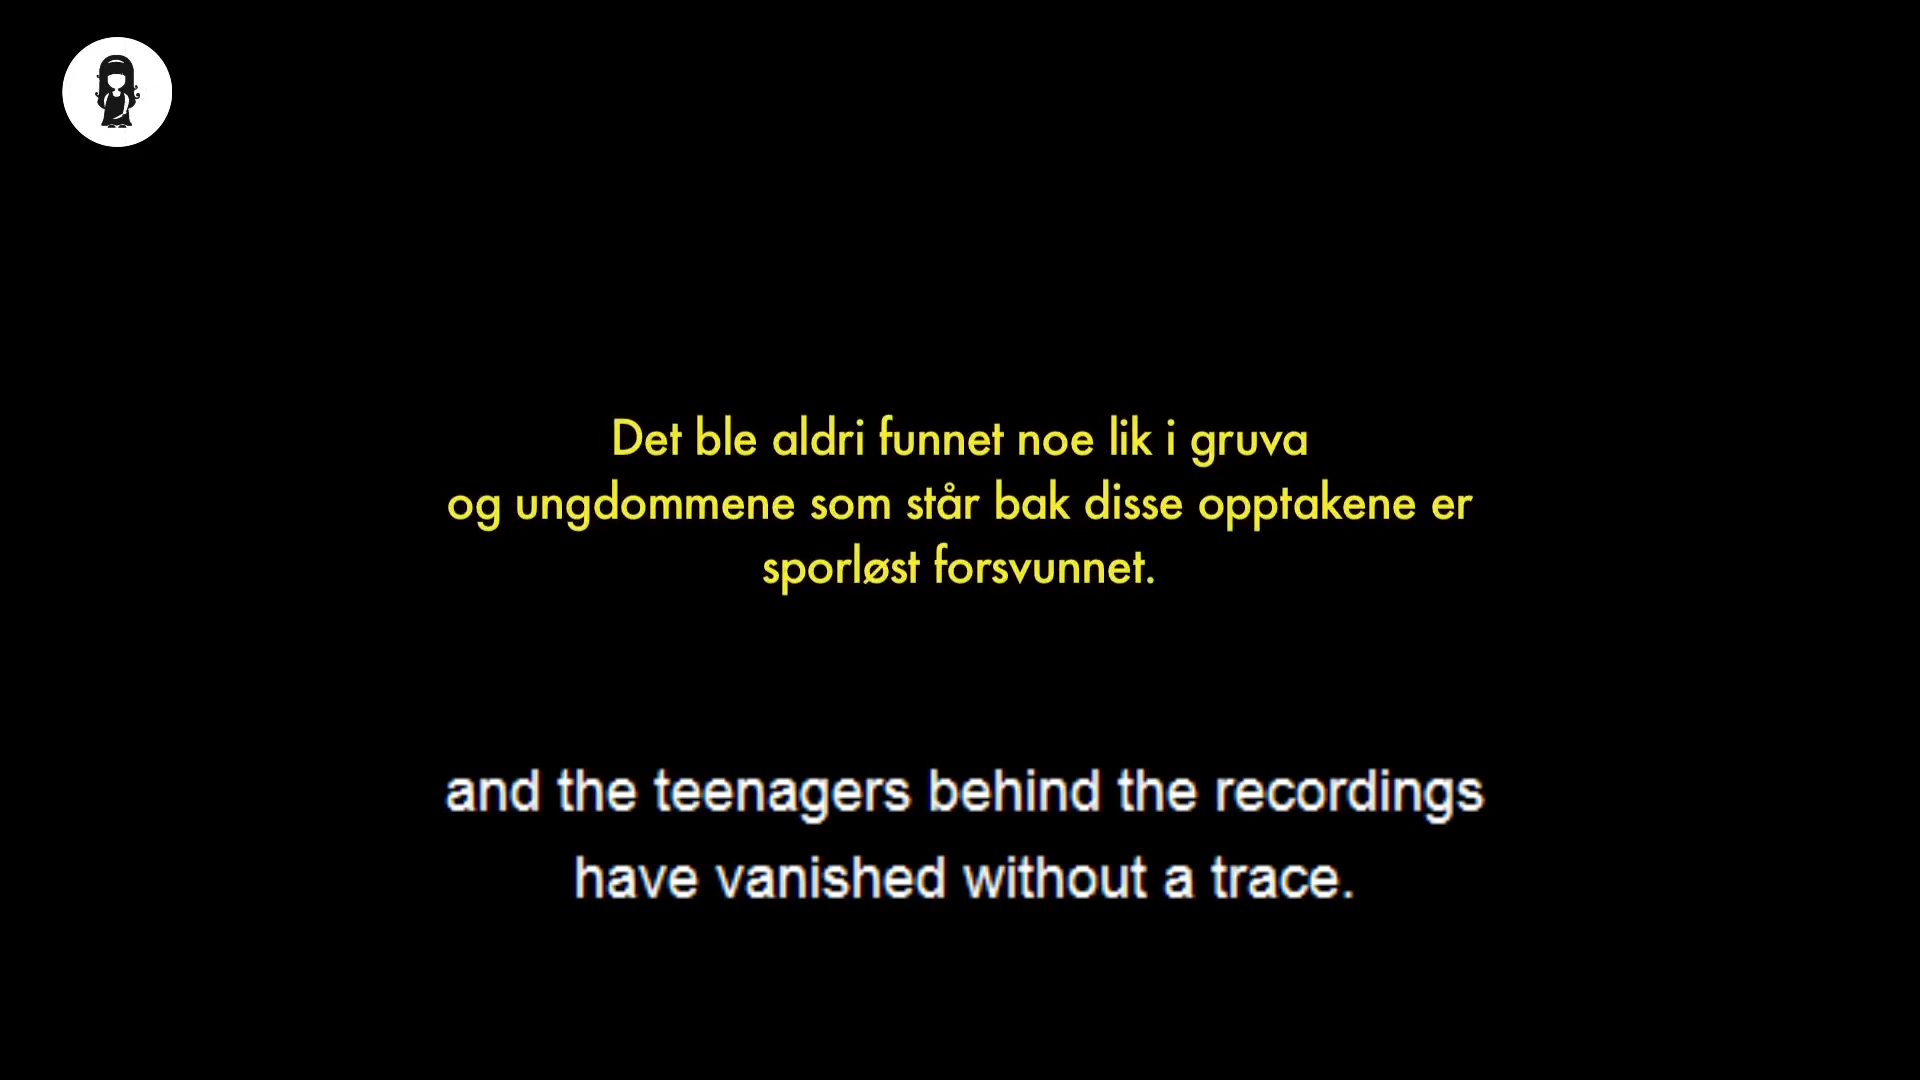 Det ble aldri funnet noe lik i gruva
og ungdommene som står bak disse opptakene er
sporløst forsvunnet.
and the teenagers behind the recordings
have vanished without a trace.